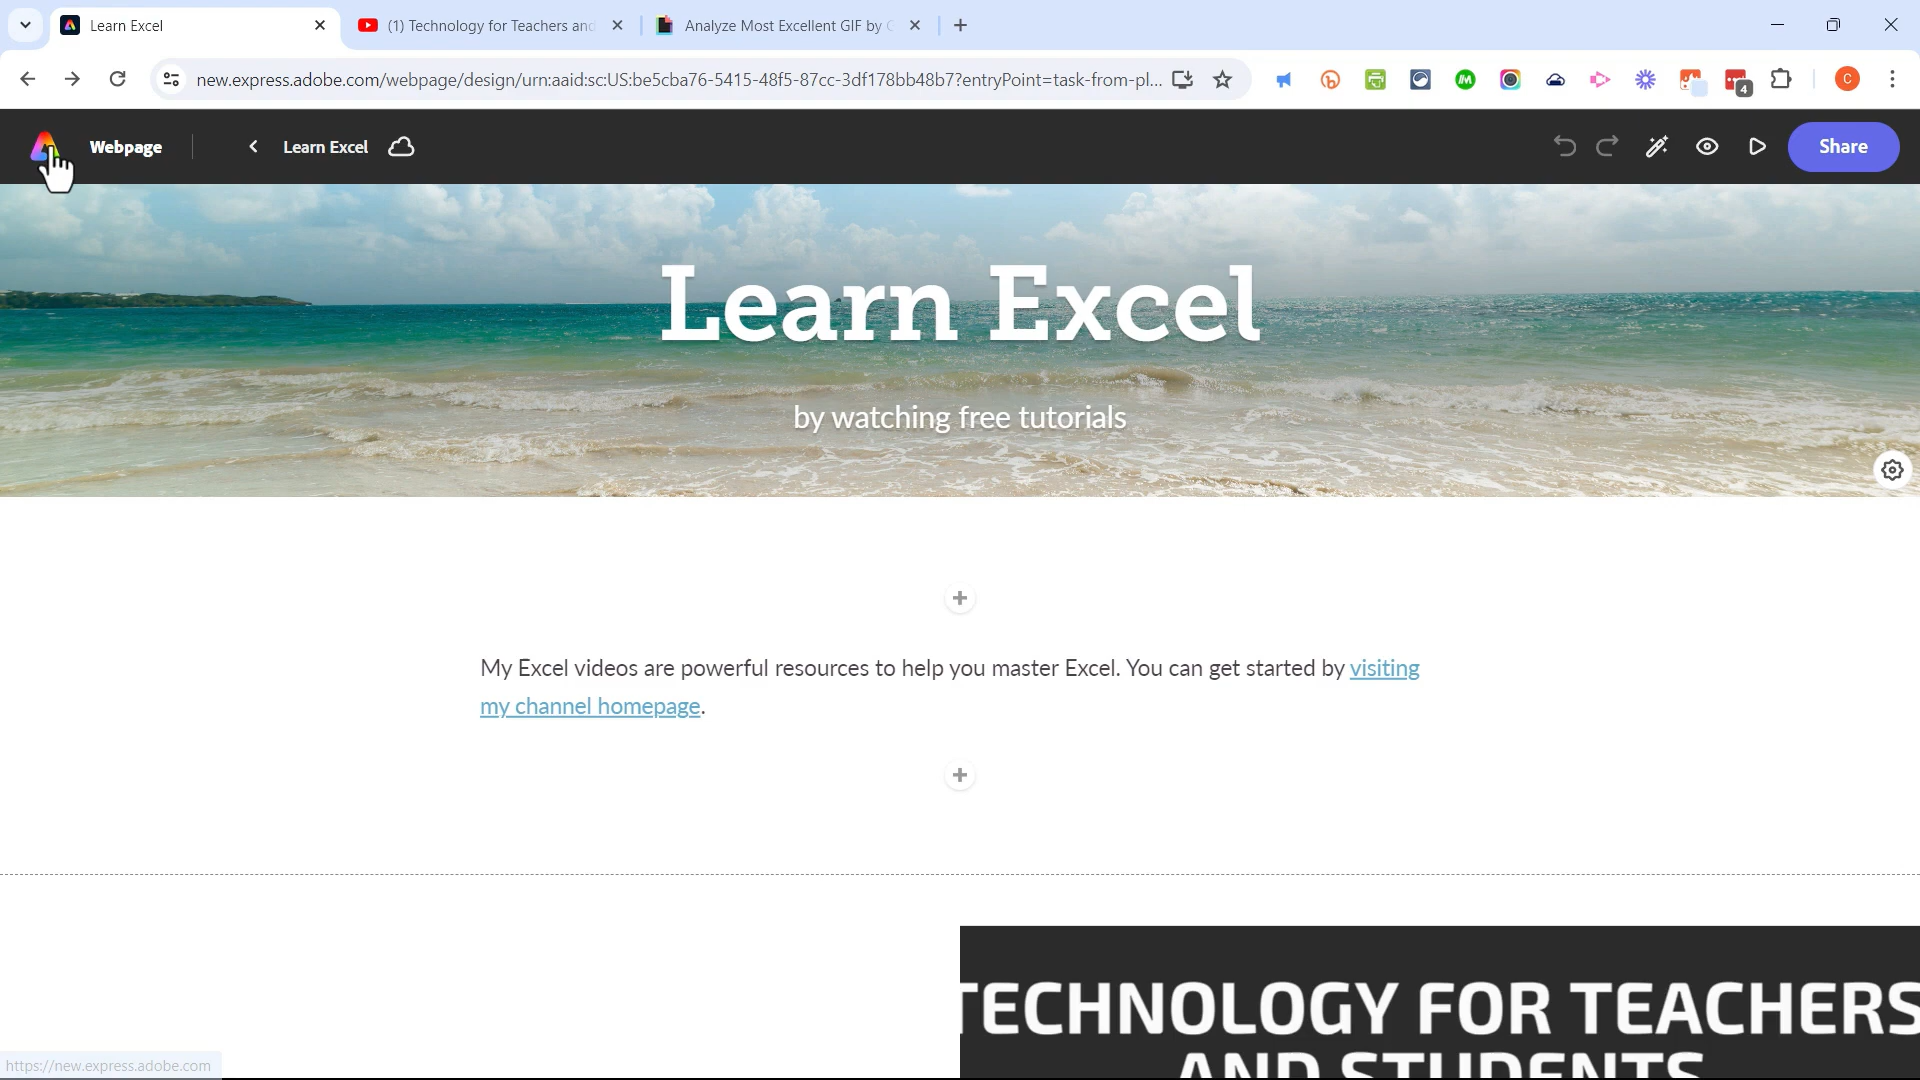 Learn Excel
(1) Technology for Teachers and
Analyze Most Excellent GIF by
new.express.adobe.com/webpage/design/urn:aaid:sc:US:be5cba76-5415-48f5-87cc-3df178bb48b7?entryPoint=task-from-pl...
4
C
Webpage
Learn Excel
Share
Learn Excel
by watching free tutorials
My Excel videos are powerful resources to help you master Excel. You can get started by visiting
my channel homepage.
TECHNOLOGY FOR TEACHERS
AND STUDENTS
https://new.express.adobe.com